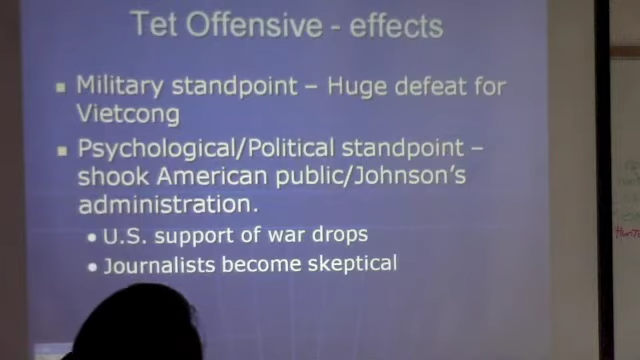 Tet Offensive - effects
▪ Military standpoint – Huge defeat for
Vietcong
▪ Psychological/Political standpoint –
shook American public/Johnson's
administration.
• U.S. support of war drops
• Journalists become skeptical